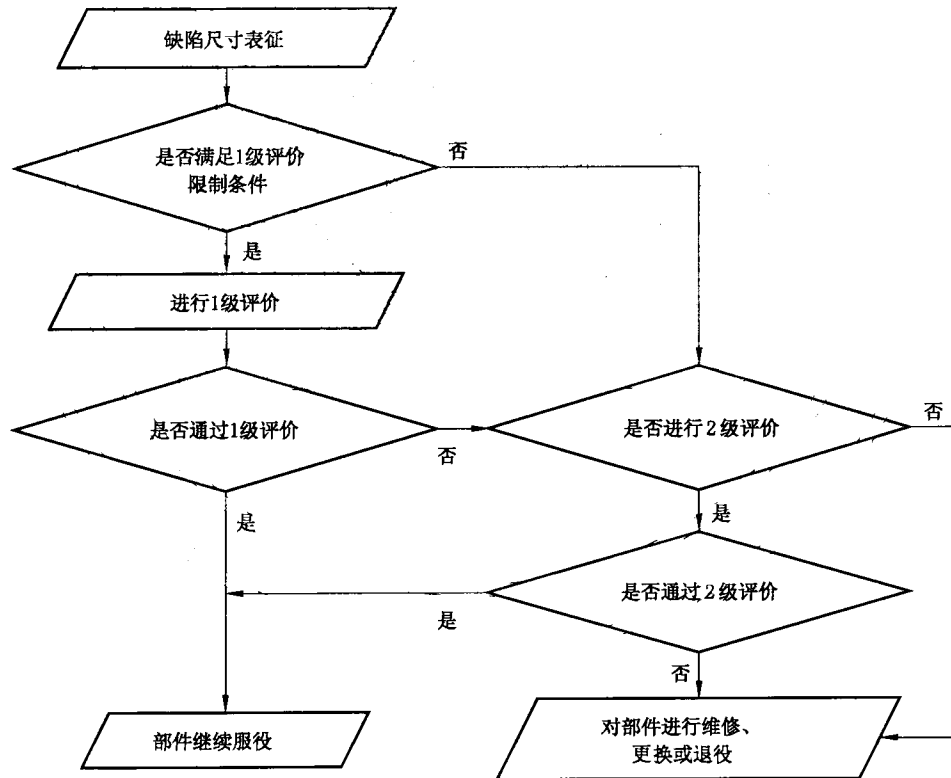 缺陷尺寸表征
是否满足1级评价
限制条件
否
是
进行1级评价
是否通过1级评价
否
是否进行2级评价
否
是
是
是否通过2级评价
是
否
部件继续服役
对部件进行维修、
更换或退役